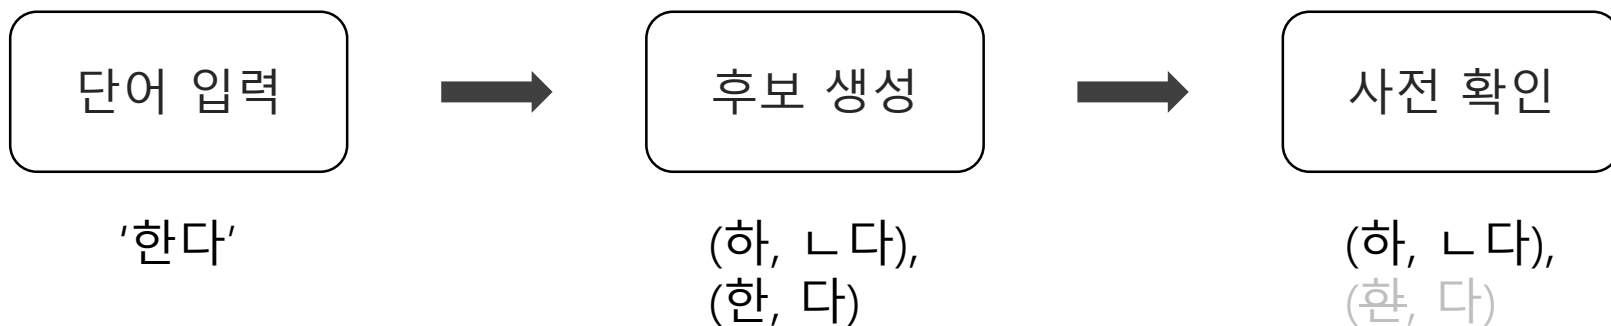 단어 입력
후보 생성
사전 확인
‘한다’
(하, ㄴ다),
(한, 다)
(하, ㄴ다),
(한, 다)